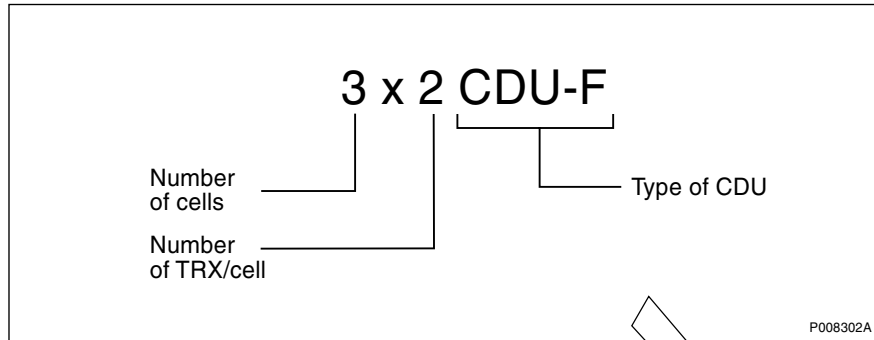 3 x 2 CDU-F
Number
of cells
Type of CDU
Number
of TRX/cell
P008302A